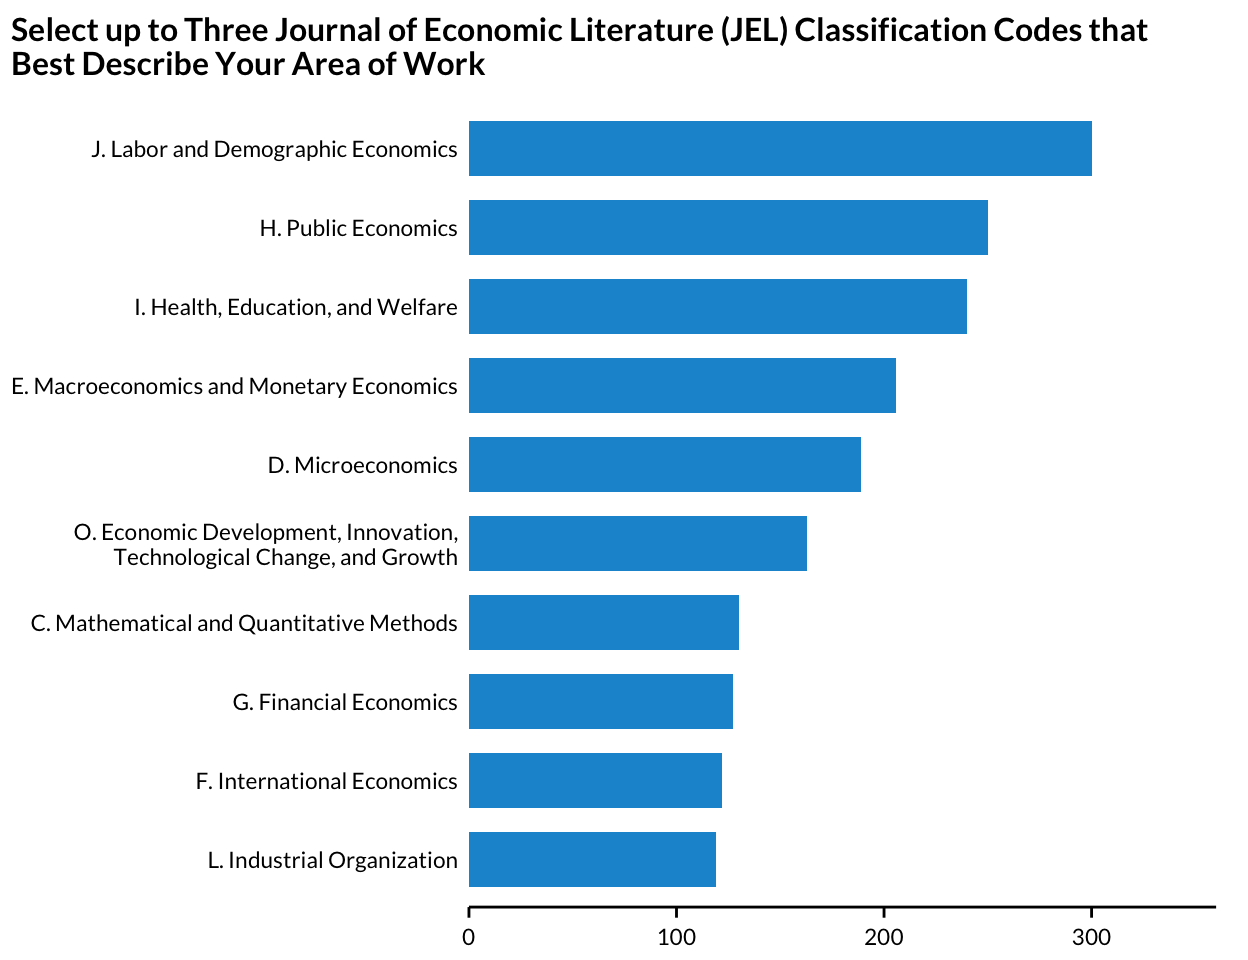 Select up to Three Journal of Economic Literature (JEL) Classification Codes that
Best Describe Your Area of Work
J. Labor and Demographic Economics
H. Public Economics
I. Health, Education, and Welfare
E. Macroeconomics and Monetary Economics
D. Microeconomics
O. Economic Development, Innovation,
Technological Change, and Growth
C. Mathematical and Quantitative Methods
G. Financial Economics
F. International Economics
L. Industrial Organization
0 100 200 300